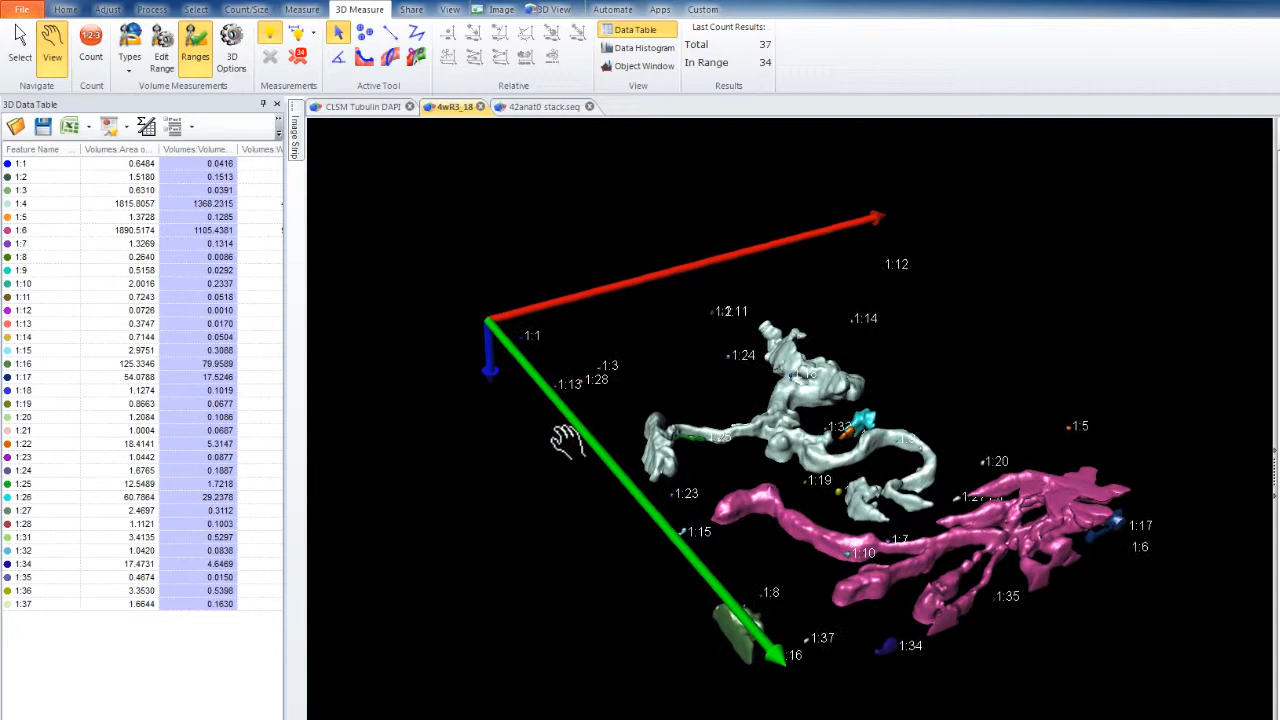 File Home Adjust Process Select Count/Size Measure 3D Measure Share View Image 3D View Automate Apps Custom
Select View Count Types Edit Range Ranges 3D Options
Data Table
Data Histogram
Object Window
Last Count Results:
Total 37
In Range 34
Navigate Count Volume Measurements Measurements Active Tool Relative View Results
3D Data Table
CLSM Tubulin DAPI 4wR3_18 42anat0 stack.seq
Image Strip
Feature Name ... Volumes:Area o... Volumes:Volume...
1:1 0.6484 0.0416
1:2 1.5180 0.1513
1:3 0.6310 0.0391
1:4 1815.8057 1368.2315
1:5 1.3728 0.1285
1:6 1890.5174 1105.4381
1:7 1.3269 0.1314
1:8 0.2640 0.0086
1:9 0.5158 0.0292
1:10 2.0016 0.2337
1:11 0.7243 0.0518
1:12 0.0726 0.0010
1:13 0.3747 0.0170
1:14 0.7144 0.0504
1:15 2.9751 0.3088
1:16 125.3346 79.9589
1:17 54.0788 17.5246
1:18 1.1274 0.1019
1:19 0.8663 0.0677
1:20 1.2084 0.1086
1:21 1.0004 0.0687
1:22 18.4141 5.3147
1:23 1.0442 0.0877
1:24 1.6765 0.1887
1:25 12.5489 1.7218
1:26 60.7864 29.2378
1:27 2.4697 0.3112
1:28 1.1121 0.1003
1:31 3.4135 0.5297
1:32 1.0420 0.0838
1:34 17.4731 4.6469
1:35 0.4674 0.0150
1:36 3.3530 0.5398
1:37 1.6644 0.1630
1:12
1:14
1:1
1:24
1:3
1:13
1:28
1:5
1:20
1:19
1:23
1:17
1:15
1:7
1:6
1:10
1:8
1:35
1:37
1:34
:16